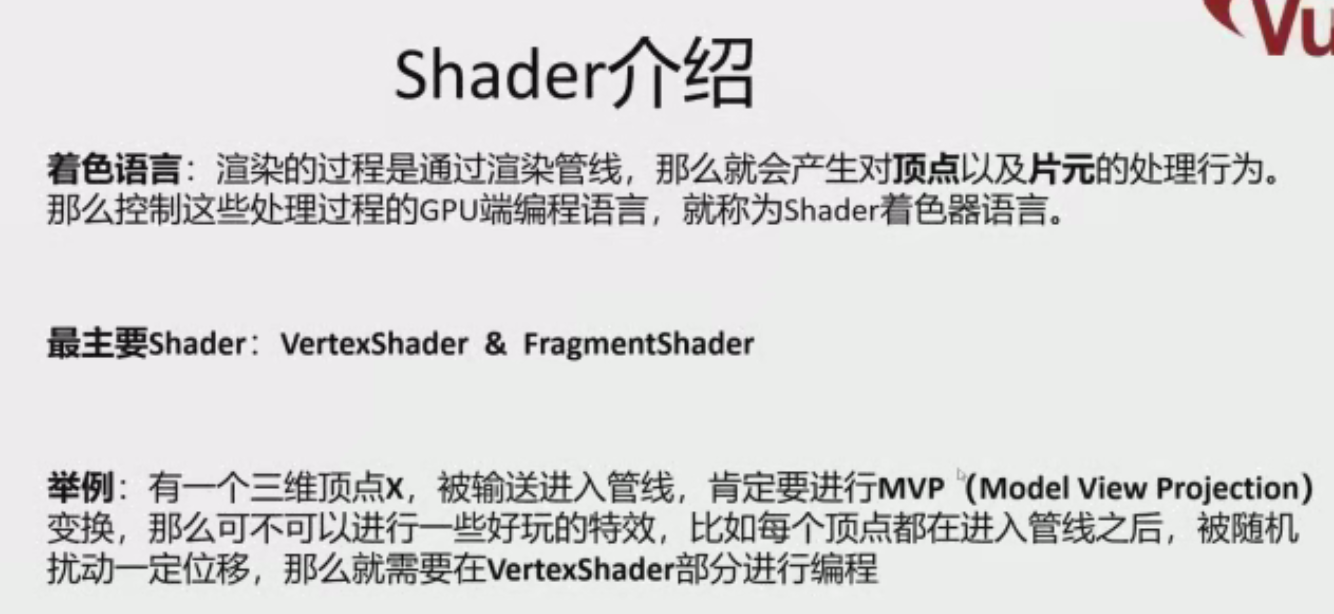 Vu
Shader介绍
着色语言：渲染的过程是通过渲染管线，那么就会产生对顶点以及片元的处理行为。
那么控制这些处理过程的GPU端编程语言，就称为Shader着色器语言。
最主要Shader：VertexShader & FragmentShader
举例：有一个三维顶点X，被输送进入管线，肯定要进行MVP（Model View Projection）
变换，那么可不可以进行一些好玩的特效，比如每个顶点都在进入管线之后，被随机
扰动一定位移，那么就需要在VertexShader部分进行编程